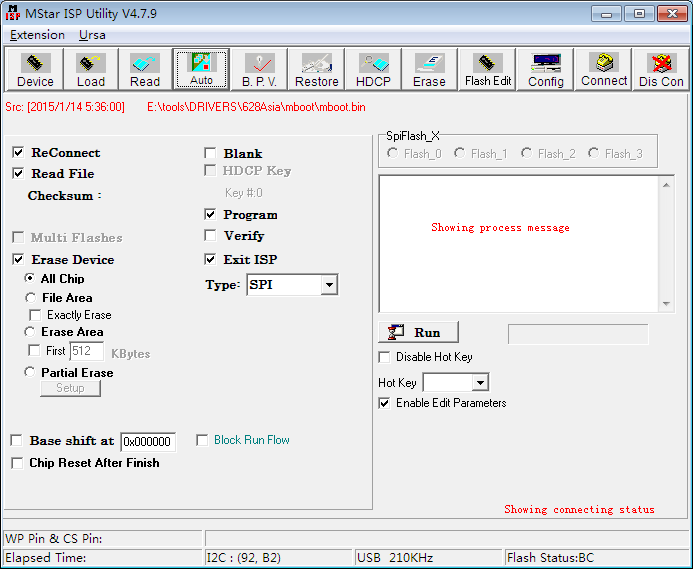 MStar ISP Utility V4.7.9
Extension Ursa
Device Load Read Auto B. P. V. Restore HDCP Erase Flash Edit Config Connect Dis Con
Src: [2015/1/14 5:36:00] E:\tools\DRIVERS\628Asia\mboot\mboot.bin
ReConnect
Read File
Checksum :
Multi Flashes
Erase Device
All Chip
File Area
Exactly Erase
Erase Area
First 512 KBytes
Partial Erase
Setup
Base shift at 0x000000
Chip Reset After Finish
Blank
HDCP Key
Key #:0
Program
Verify
Exit ISP
Type: SPI
Block Run Flow
SpiFlash_X
Flash_0 Flash_1 Flash_2 Flash_3
Showing process message
Run
Disable Hot Key
Hot Key
Enable Edit Parameters
Showing connecting status
WP Pin & CS Pin:
Elapsed Time: I2C : (92, B2) USB 210KHz Flash Status:BC